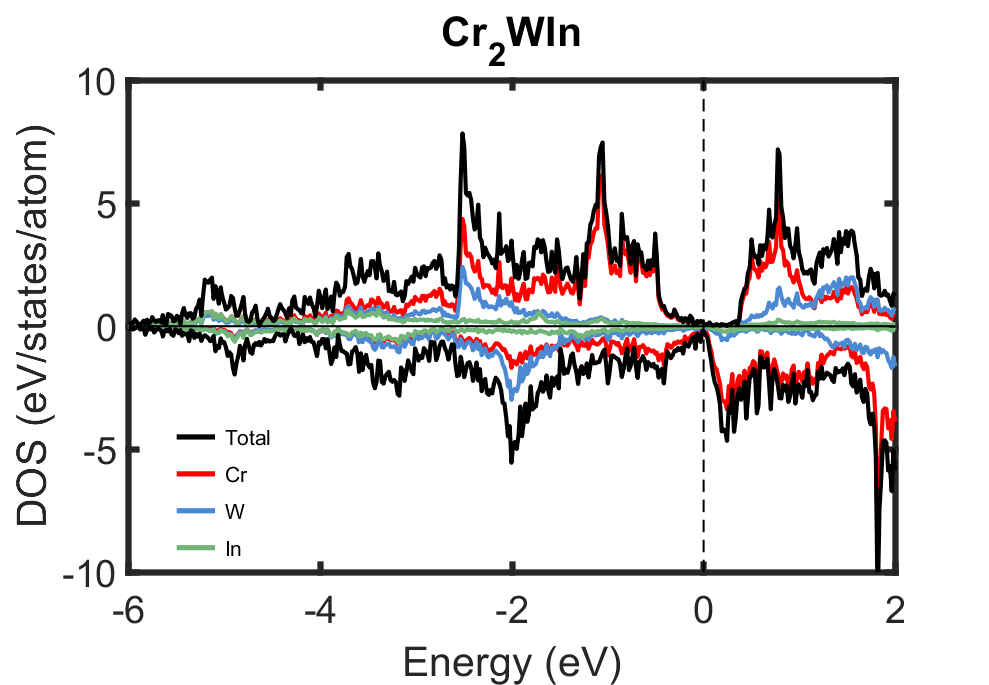 Cr₂WIn
10
5
0
-5
-10
DOS (eV/states/atom)
Total
Cr
W
In
-6 -4 -2 0 2
Energy (eV)